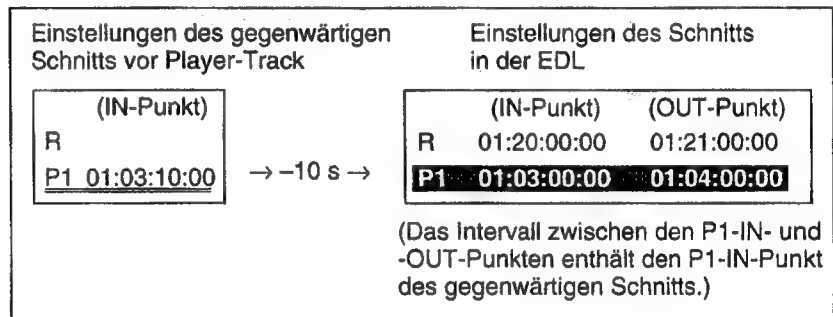 Einstellungen des gegenwärtigen
Schnitts vor Player-Track
(IN-Punkt)
R
P1 01:03:10:00
→ –10 s →
Einstellungen des Schnitts
in der EDL
(IN-Punkt) (OUT-Punkt)
R 01:20:00:00 01:21:00:00
P1 01:03:00:00 01:04:00:00
(Das Intervall zwischen den P1-IN- und
-OUT-Punkten enthält den P1-IN-Punkt
des gegenwärtigen Schnitts.)